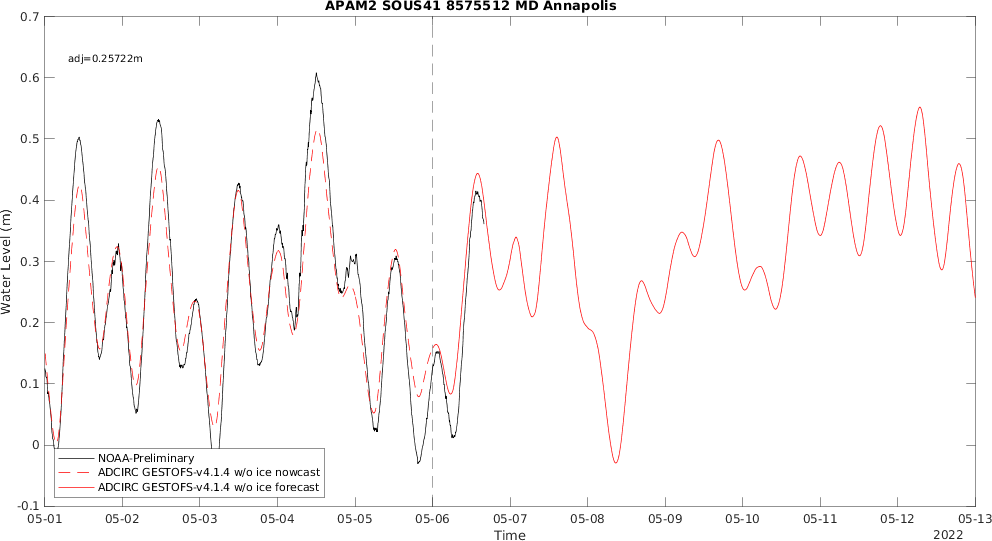 APAM2 SOUS41 8575512 MD Annapolis
adj=0.25722m
Water Level (m)
0.7
0.6
0.5
0.4
0.3
0.2
0.1
0
-0.1
NOAA-Preliminary
ADCIRC GESTOFS-v4.1.4 w/o ice nowcast
ADCIRC GESTOFS-v4.1.4 w/o ice forecast
05-01 05-02 05-03 05-04 05-05 05-06 05-07 05-08 05-09 05-10 05-11 05-12 05-13
Time
2022